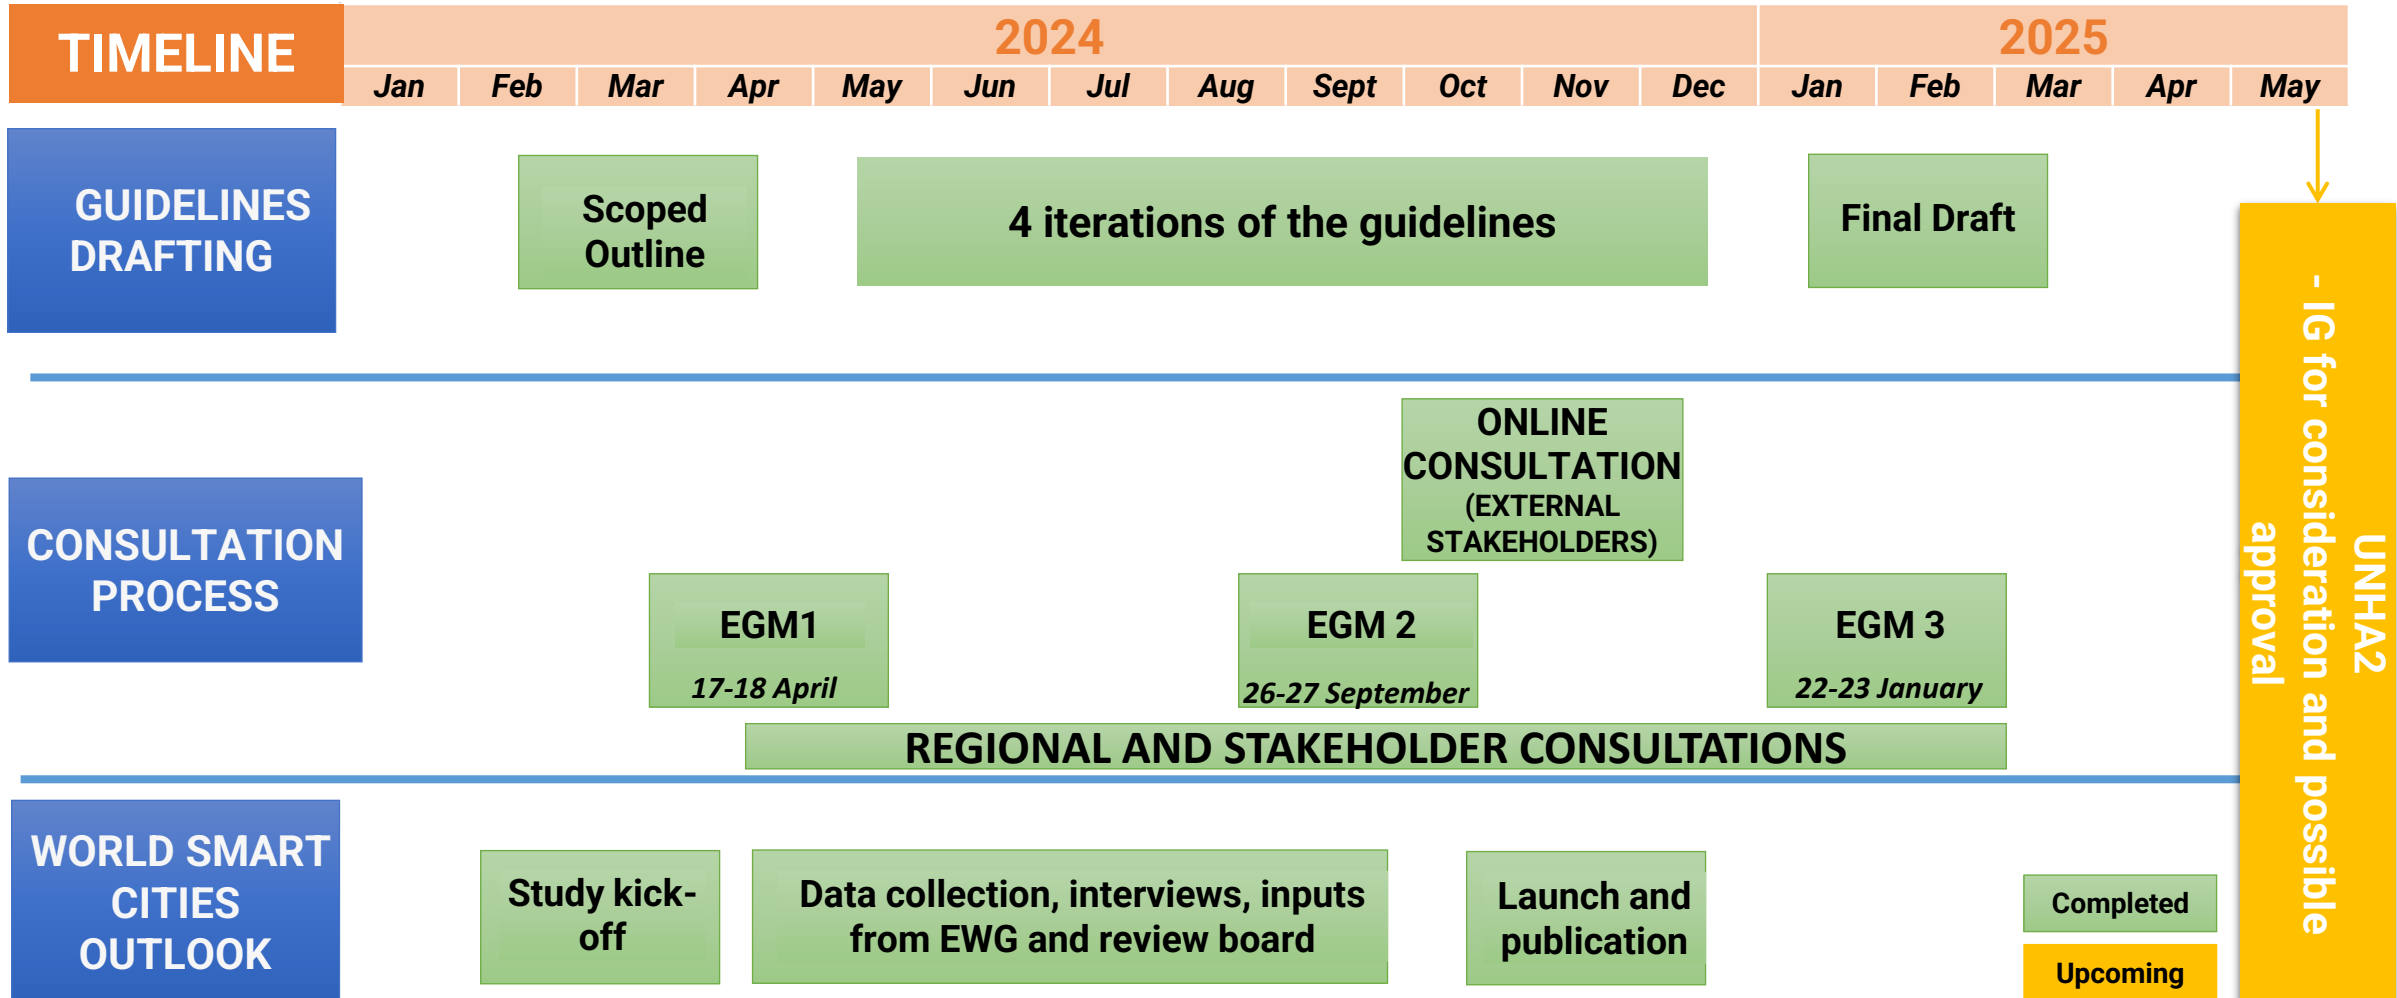 TIMELINE
2024
2025
Jan Feb Mar Apr May Jun Jul Aug Sept Oct Nov Dec Jan Feb Mar Apr May
GUIDELINES
DRAFTING
Scoped
Outline
4 iterations of the guidelines
Final Draft
CONSULTATION
PROCESS
ONLINE
CONSULTATION
(EXTERNAL
STAKEHOLDERS)
EGM1
17-18 April
EGM 2
26-27 September
EGM 3
22-23 January
REGIONAL AND STAKEHOLDER CONSULTATIONS
WORLD SMART
CITIES
OUTLOOK
Study kick-
off
Data collection, interviews, inputs
from EWG and review board
Launch and
publication
Completed
Upcoming
UNHA2
- IG for consideration and possible
approval